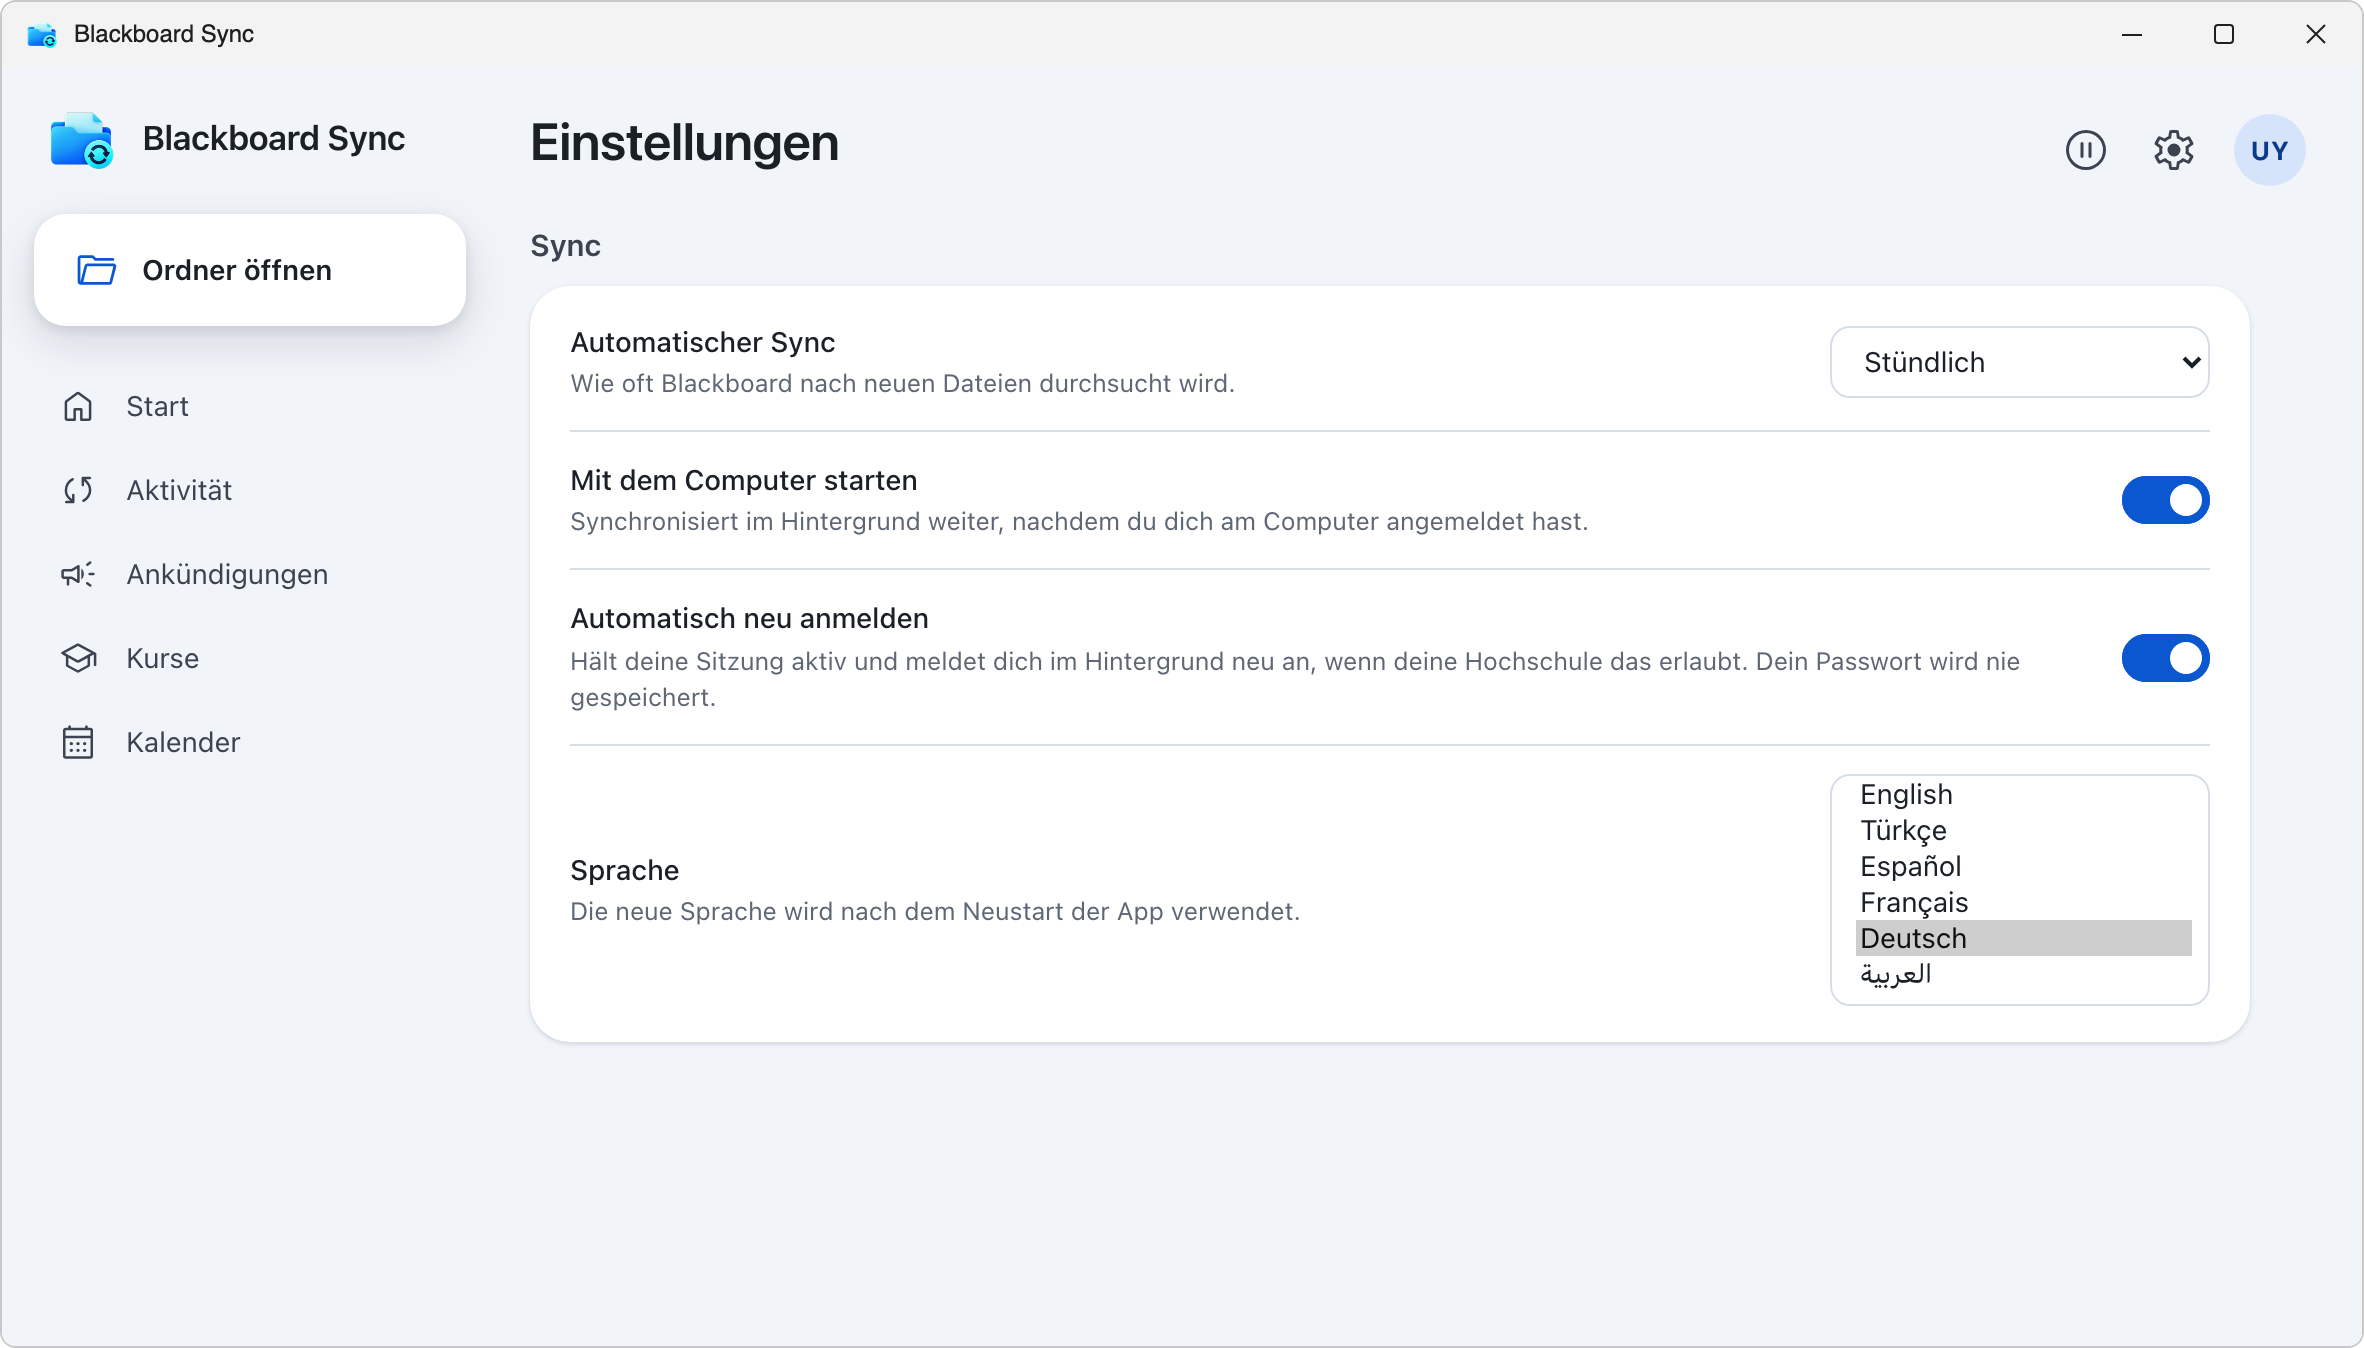 Blackboard Sync
Blackboard Sync
Ordner öffnen
Start
Aktivität
Ankündigungen
Kurse
Kalender
Einstellungen
UY
Sync
Automatischer Sync
Wie oft Blackboard nach neuen Dateien durchsucht wird.
Stündlich
Mit dem Computer starten
Synchronisiert im Hintergrund weiter, nachdem du dich am Computer angemeldet hast.
Automatisch neu anmelden
Hält deine Sitzung aktiv und meldet dich im Hintergrund neu an, wenn deine Hochschule das erlaubt. Dein Passwort wird nie
gespeichert.
Sprache
Die neue Sprache wird nach dem Neustart der App verwendet.
English
Türkçe
Español
Français
Deutsch
العربية